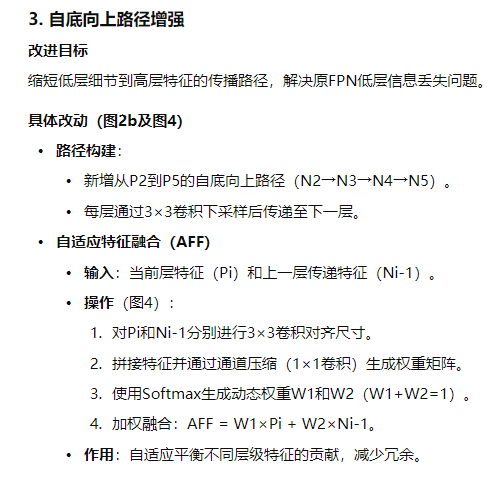 3. 自底向上路径增强
改进目标
缩短低层细节到高层特征的传播路径，解决原FPN低层信息丢失问题。
具体改动（图2b及图4）
• 路径构建：
• 新增从P2到P5的自底向上路径（N2→N3→N4→N5）。
• 每层通过3×3卷积下采样后传递至下一层。
• 自适应特征融合（AFF）
• 输入：当前层特征（Pi）和上一层传递特征（Ni-1）。
• 操作（图4）：
1. 对Pi和Ni-1分别进行3×3卷积对齐尺寸。
2. 拼接特征并通过通道压缩（1×1卷积）生成权重矩阵。
3. 使用Softmax生成动态权重W1和W2（W1+W2=1）。
4. 加权融合：AFF = W1×Pi + W2×Ni-1。
• 作用：自适应平衡不同层级特征的贡献，减少冗余。